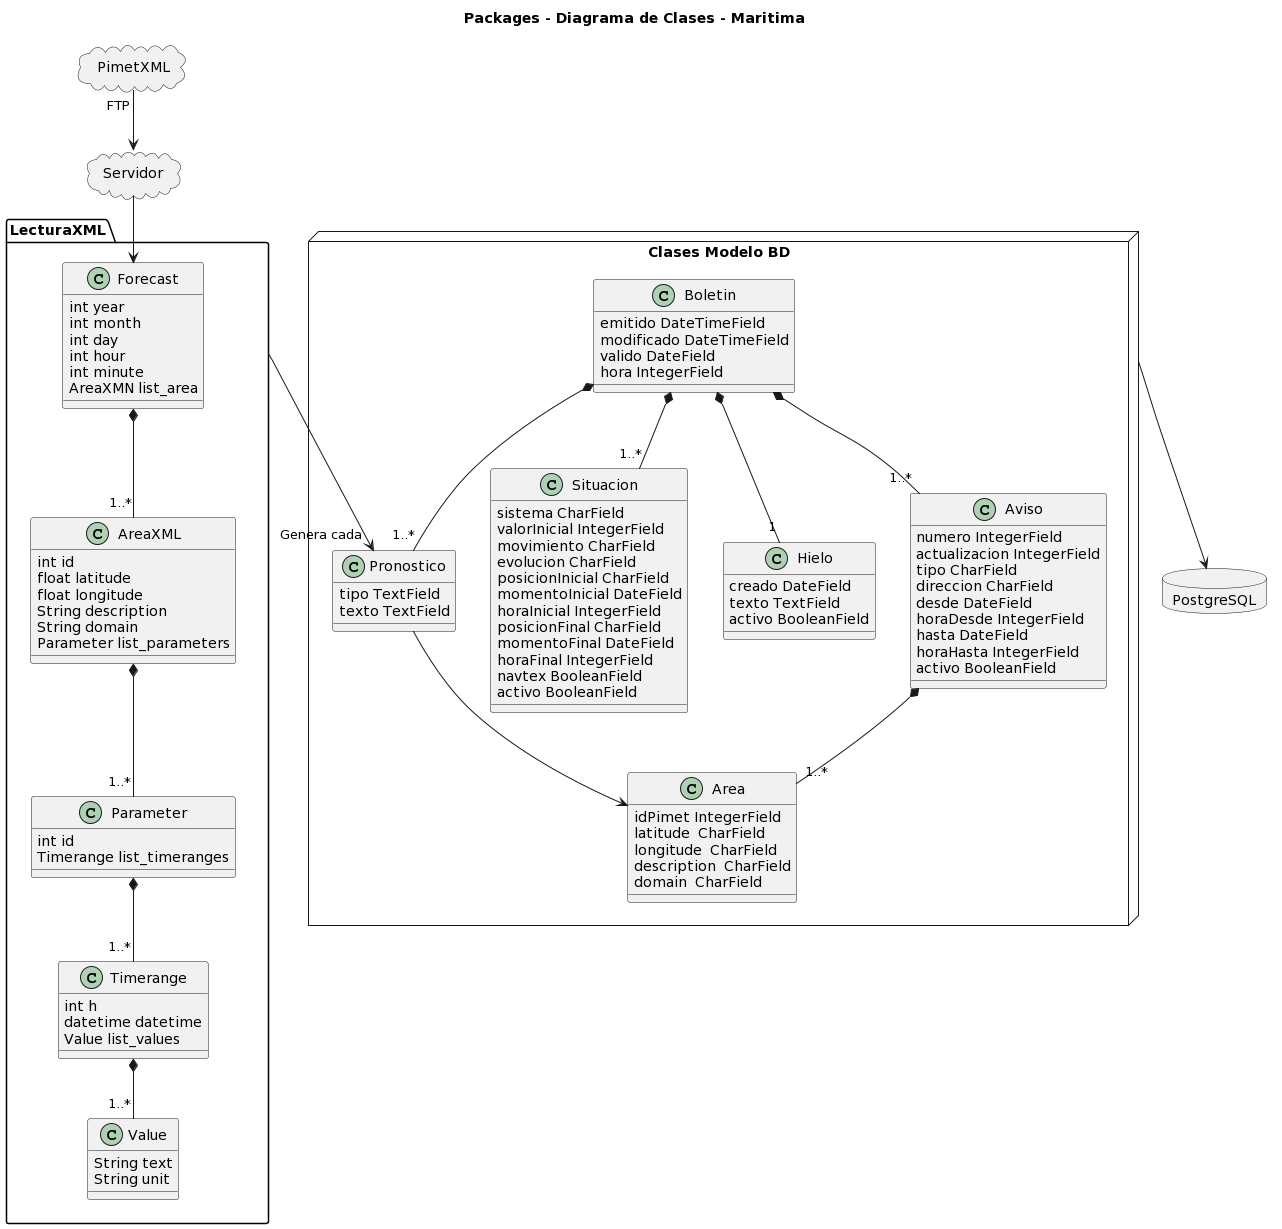 Packages - Diagrama de Clases - Maritima
PimetXML
FTP
Servidor
LecturaXML
Forecast
int year
int month
int day
int hour
int minute
AreaXMN list_area
1..*
AreaXML
int id
float latitude
float longitude
String description
String domain
Parameter list_parameters
1..*
Parameter
int id
Timerange list_timeranges
1..*
Timerange
int h
datetime datetime
Value list_values
1..*
Value
String text
String unit
Genera cada
Clases Modelo BD
Boletin
emitido DateTimeField
modificado DateTimeField
valido DateField
hora IntegerField
1..*
1..*
1
1..*
Pronostico
tipo TextField
texto TextField
Situacion
sistema CharField
valorInicial IntegerField
movimiento CharField
evolucion CharField
posicionInicial CharField
momentoInicial DateField
horaInicial IntegerField
posicionFinal CharField
momentoFinal DateField
horaFinal IntegerField
navtex BooleanField
activo BooleanField
Hielo
creado DateField
texto TextField
activo BooleanField
Aviso
numero IntegerField
actualizacion IntegerField
tipo CharField
direccion CharField
desde DateField
horaDesde IntegerField
hasta DateField
horaHasta IntegerField
activo BooleanField
1..*
Area
idPimet IntegerField
latitude  CharField
longitude  CharField
description  CharField
domain  CharField
PostgreSQL